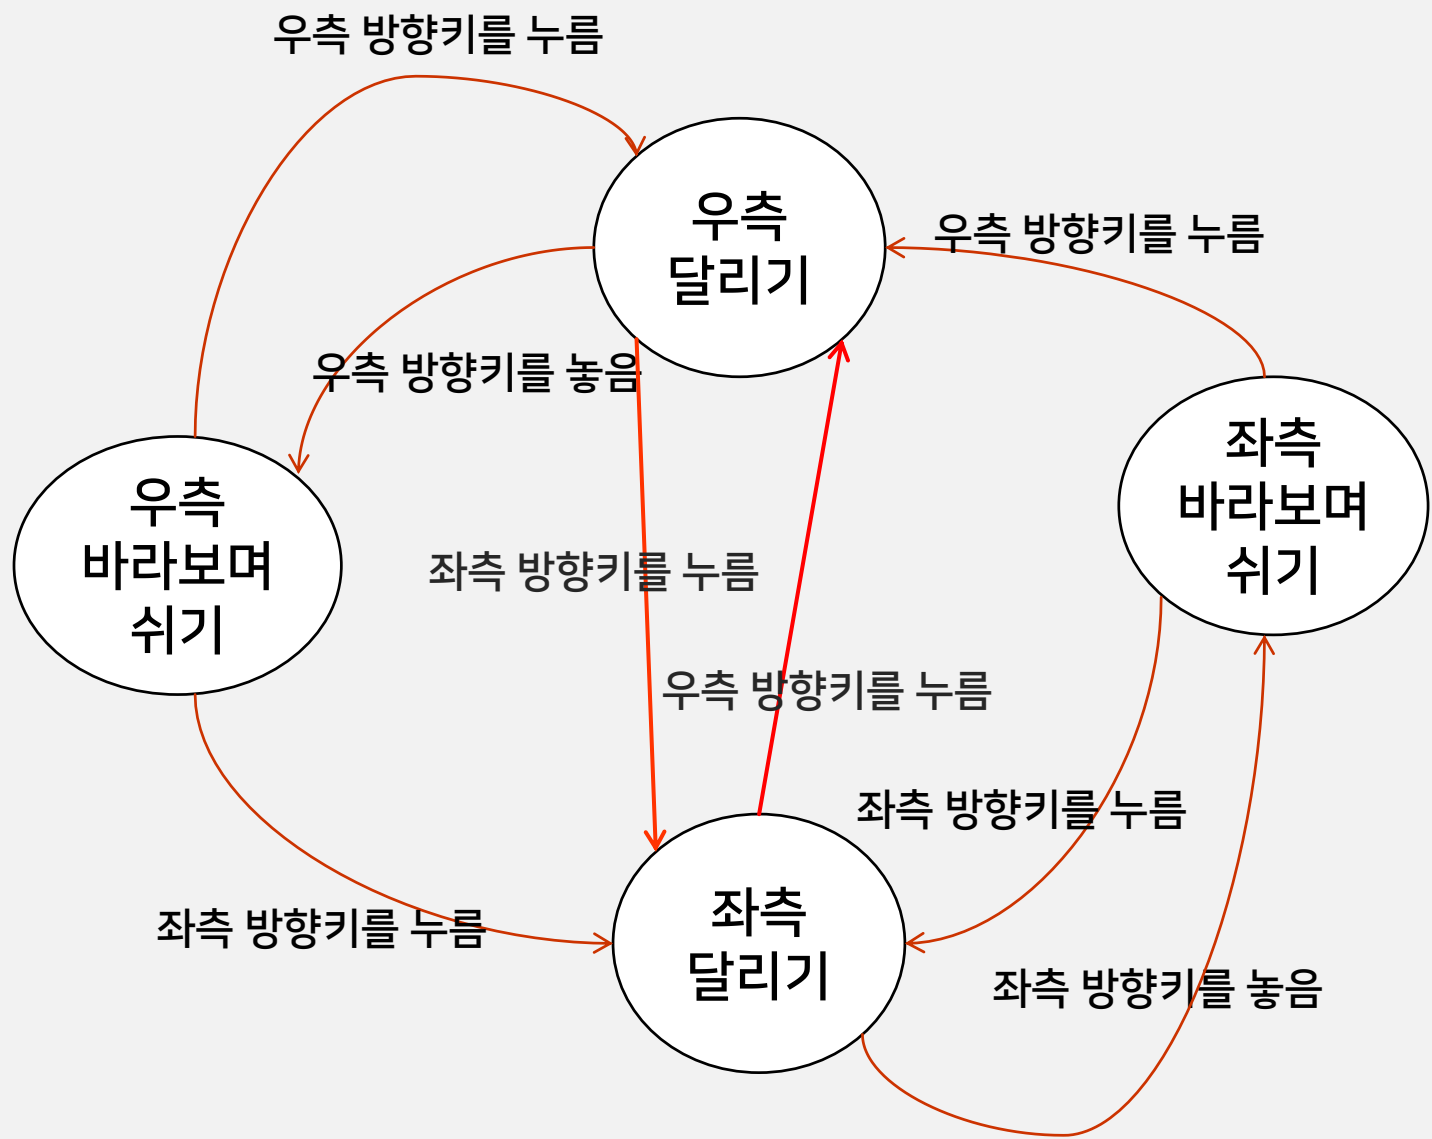 우측 방향키를 누름
우측
달리기
우측 방향키를 누름
우측 방향키를 놓음
좌측
바라보며
쉬기
우측
바라보며
쉬기
좌측 방향키를 누름
우측 방향키를 누름
좌측 방향키를 누름
좌측 방향키를 누름
좌측
달리기
좌측 방향키를 놓음